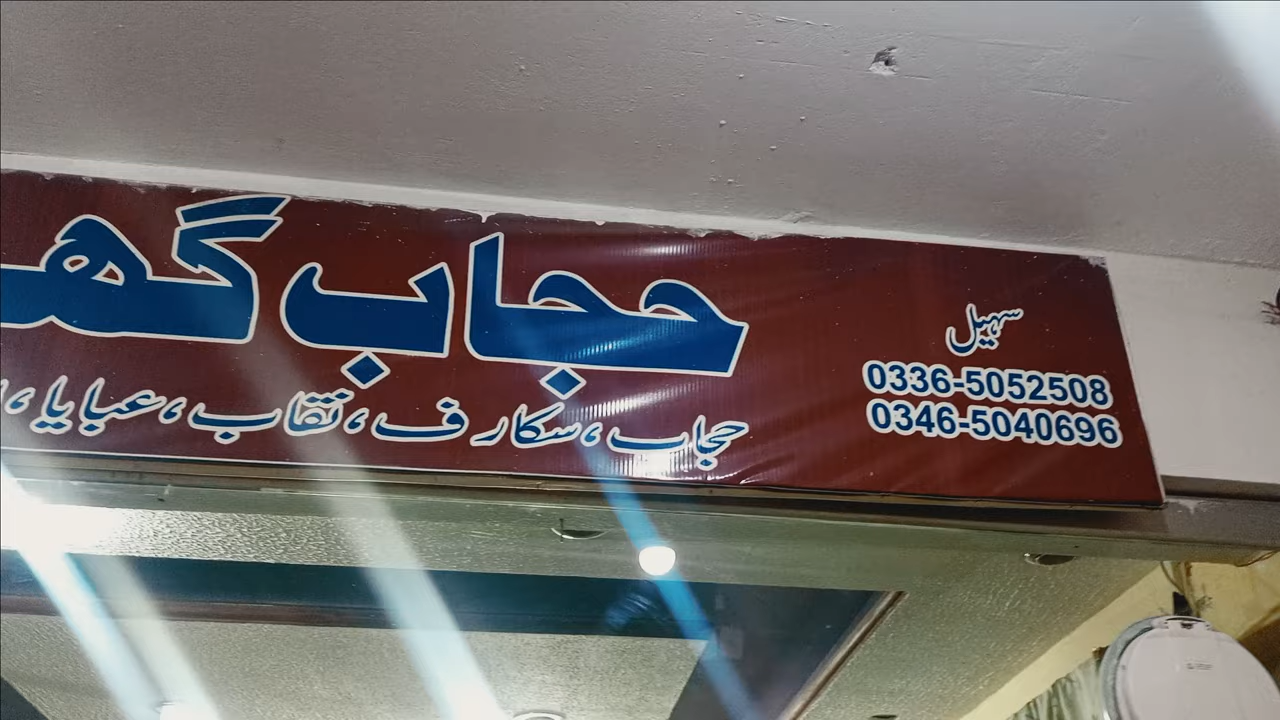 حجاب گھ
سہیل
0336-5052508
0346-5040696
حجاب، سکارف، نقاب، عبایا،